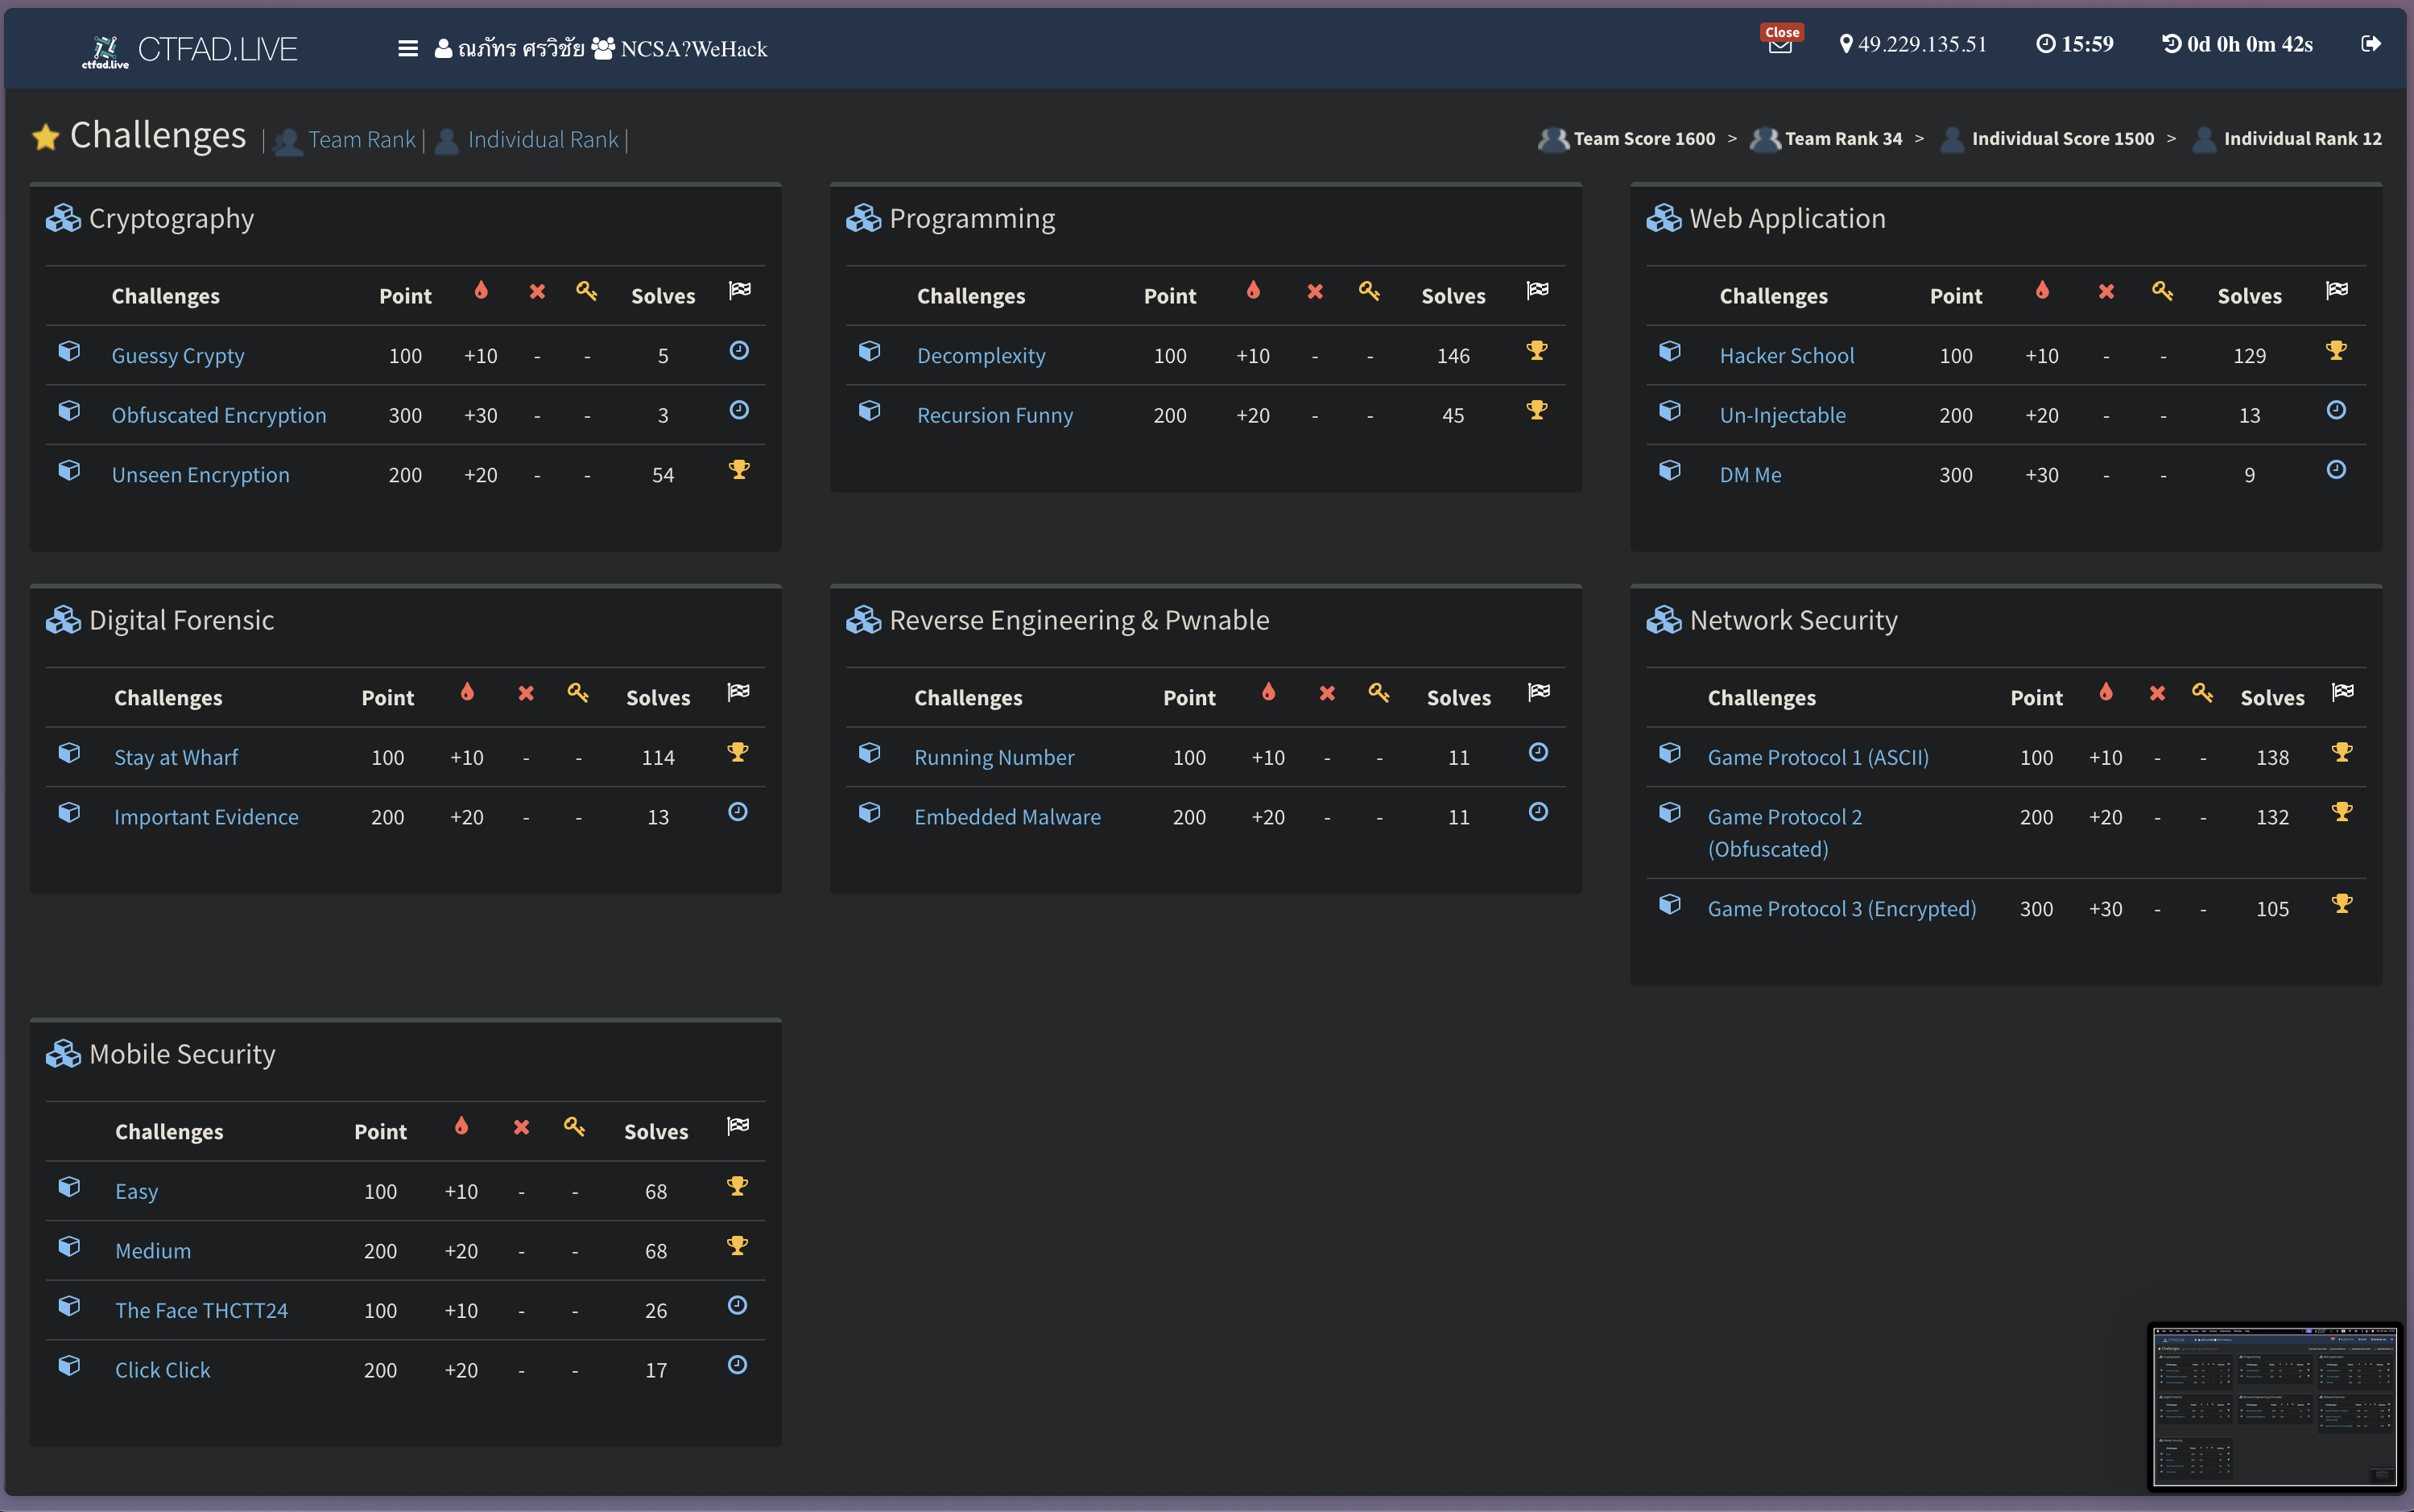 ctfad.live CTFAD.LIVE ณภัทร ศรวิชัย NCSA?WeHack Close 49.229.135.51 15:59 0d 0h 0m 42s
Challenges | Team Rank | Individual Rank | Team Score 1600 > Team Rank 34 > Individual Score 1500 > Individual Rank 12
Cryptography
Challenges Point Solves
Guessy Crypty 100 +10 - - 5
Obfuscated Encryption 300 +30 - - 3
Unseen Encryption 200 +20 - - 54
Programming
Challenges Point Solves
Decomplexity 100 +10 - - 146
Recursion Funny 200 +20 - - 45
Web Application
Challenges Point Solves
Hacker School 100 +10 - - 129
Un-Injectable 200 +20 - - 13
DM Me 300 +30 - - 9
Digital Forensic
Challenges Point Solves
Stay at Wharf 100 +10 - - 114
Important Evidence 200 +20 - - 13
Reverse Engineering & Pwnable
Challenges Point Solves
Running Number 100 +10 - - 11
Embedded Malware 200 +20 - - 11
Network Security
Challenges Point Solves
Game Protocol 1 (ASCII) 100 +10 - - 138
Game Protocol 2 200 +20 - - 132
(Obfuscated)
Game Protocol 3 (Encrypted) 300 +30 - - 105
Mobile Security
Challenges Point Solves
Easy 100 +10 - - 68
Medium 200 +20 - - 68
The Face THCTT24 100 +10 - - 26
Click Click 200 +20 - - 17